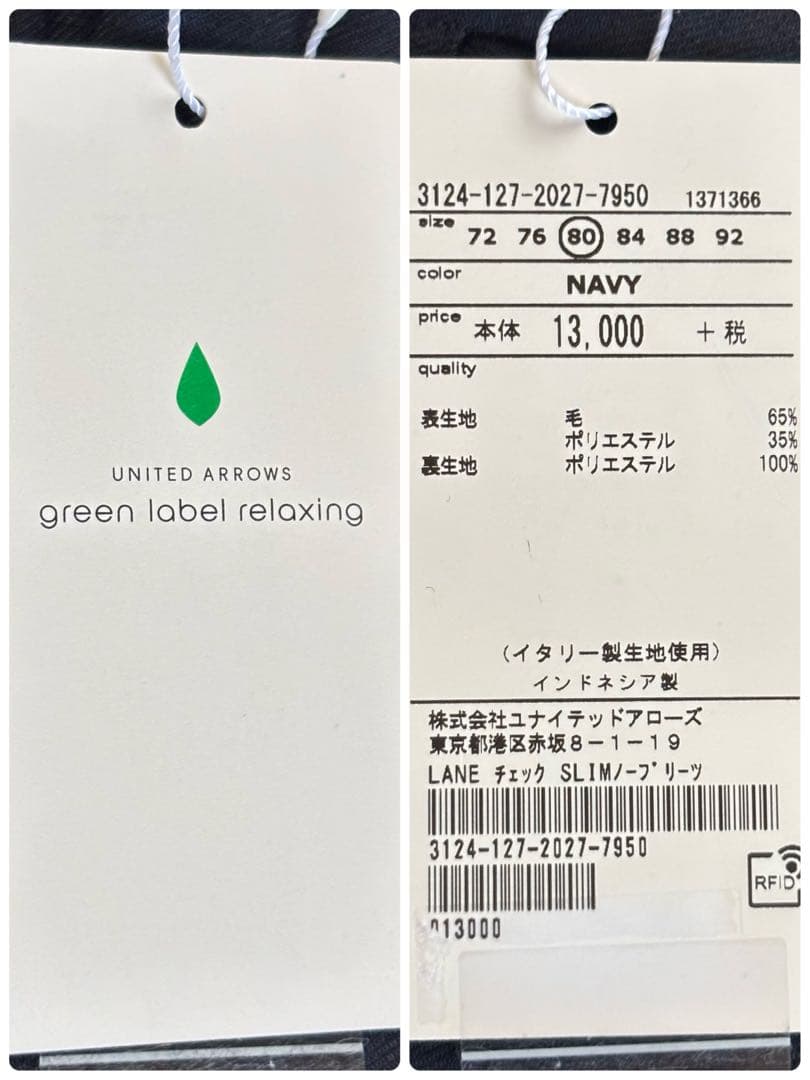 UNITED ARROWS
green label relaxing
3124-127-2027-7950 1371366
size 72 76 80 84 88 92
color NAVY
price 本体 13,000 +税
quality
表生地 毛 65%
ポリエステル 35%
裏生地 ポリエステル 100%
(イタリー製生地使用)
インドネシア製
株式会社ユナイテッドアローズ
東京都港区赤坂8-1-19
LANE チェック SLIMノープリーツ
3124-127-2027-7950
RFID
013000